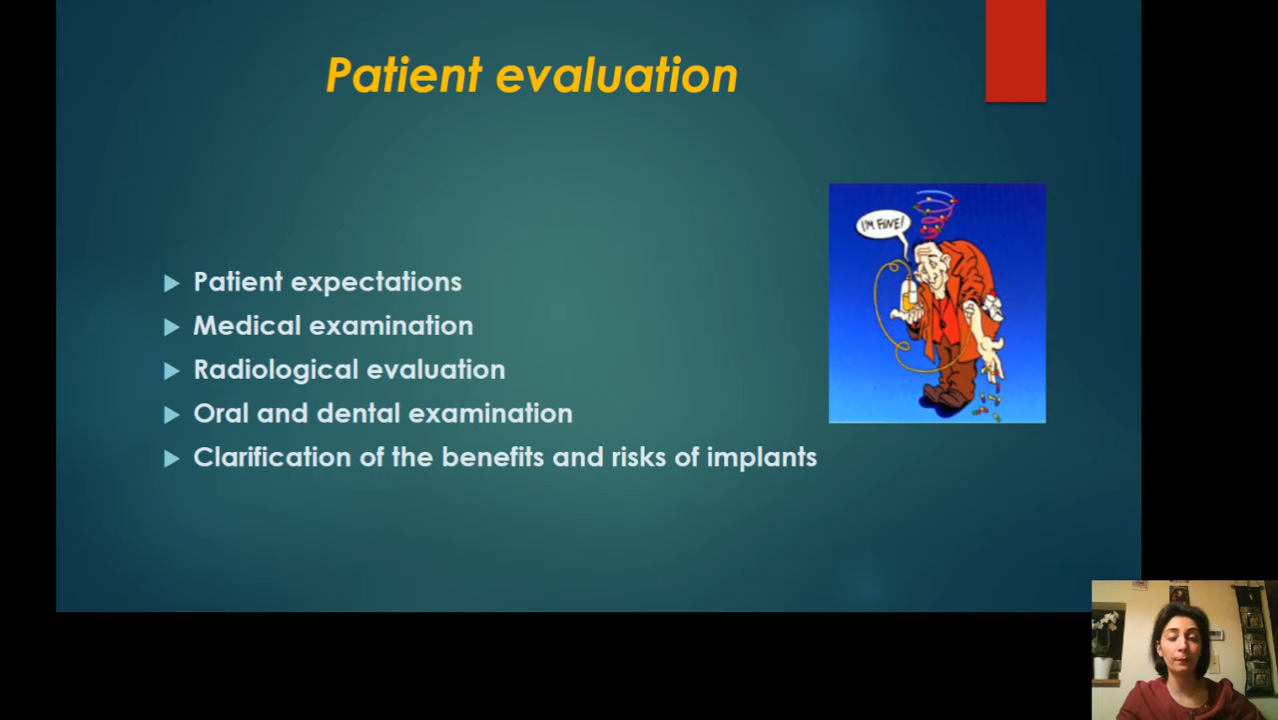 Patient evaluation
I'M FINE!
Patient expectations
Medical examination
Radiological evaluation
Oral and dental examination
Clarification of the benefits and risks of implants